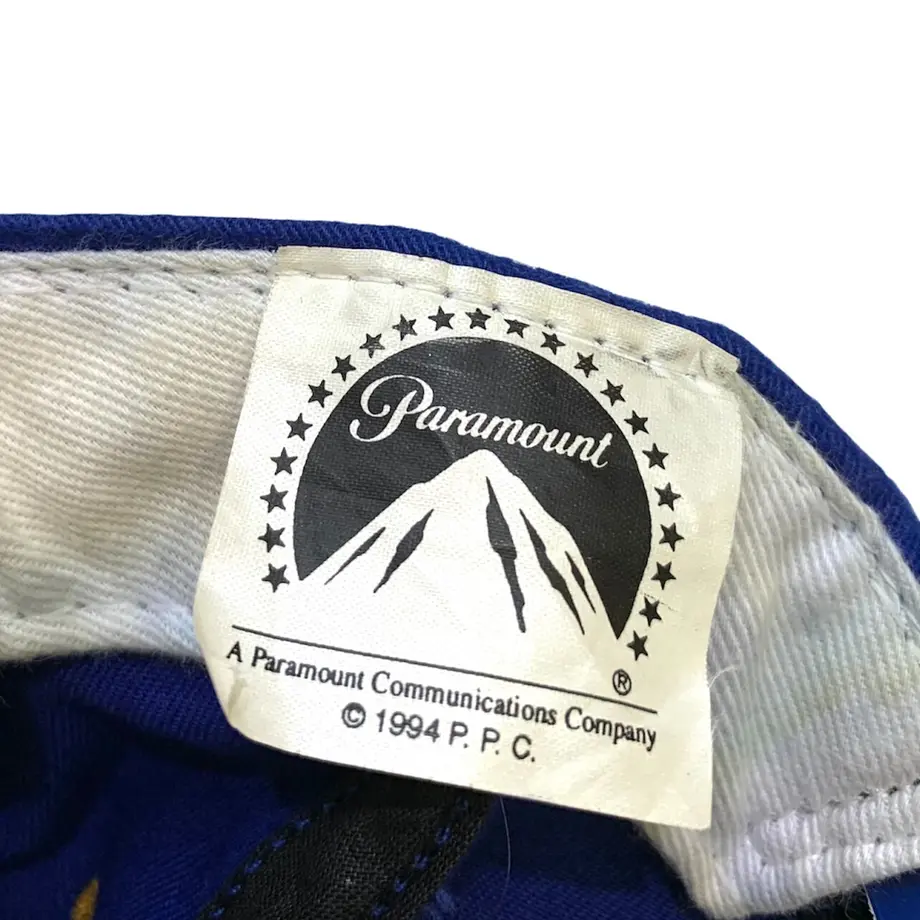 Paramount
®
A Paramount Communications Company
© 1994 P. P. C.